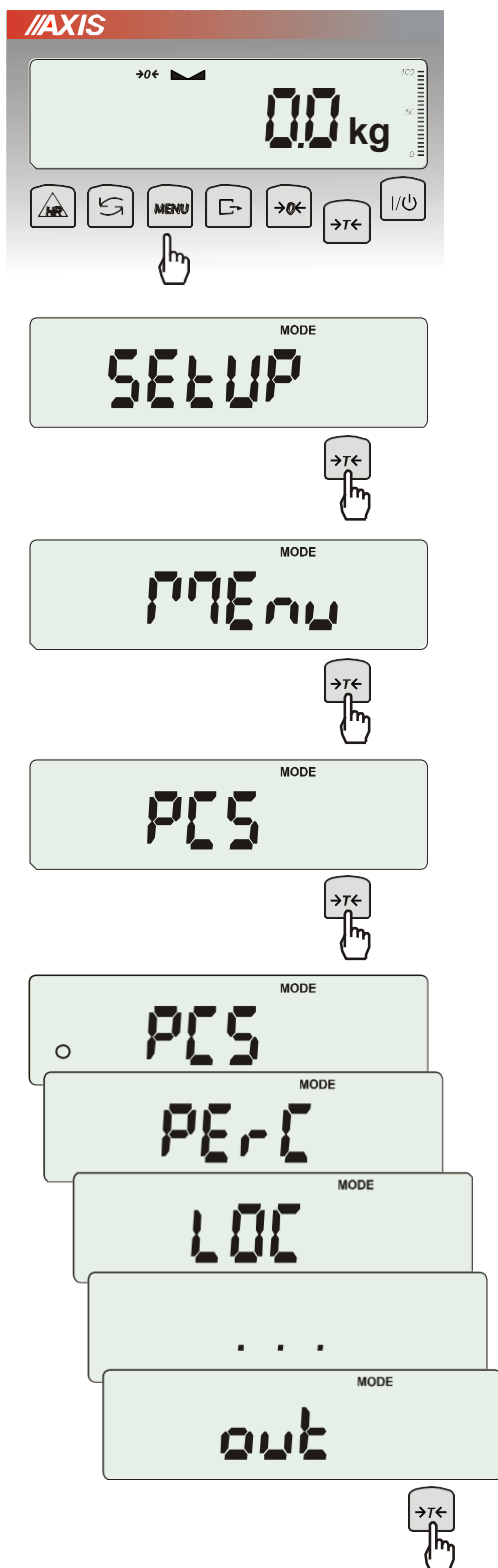 //AXIS
→0←
100
50
0
0.0 kg
HR
MENU
→0←
→T←
I/
MODE
SEtUP
→T←
MODE
MEnu
→T←
MODE
PCS
→T←
MODE
PCS
MODE
PErC
MODE
LOC
. . .
MODE
out
→T←